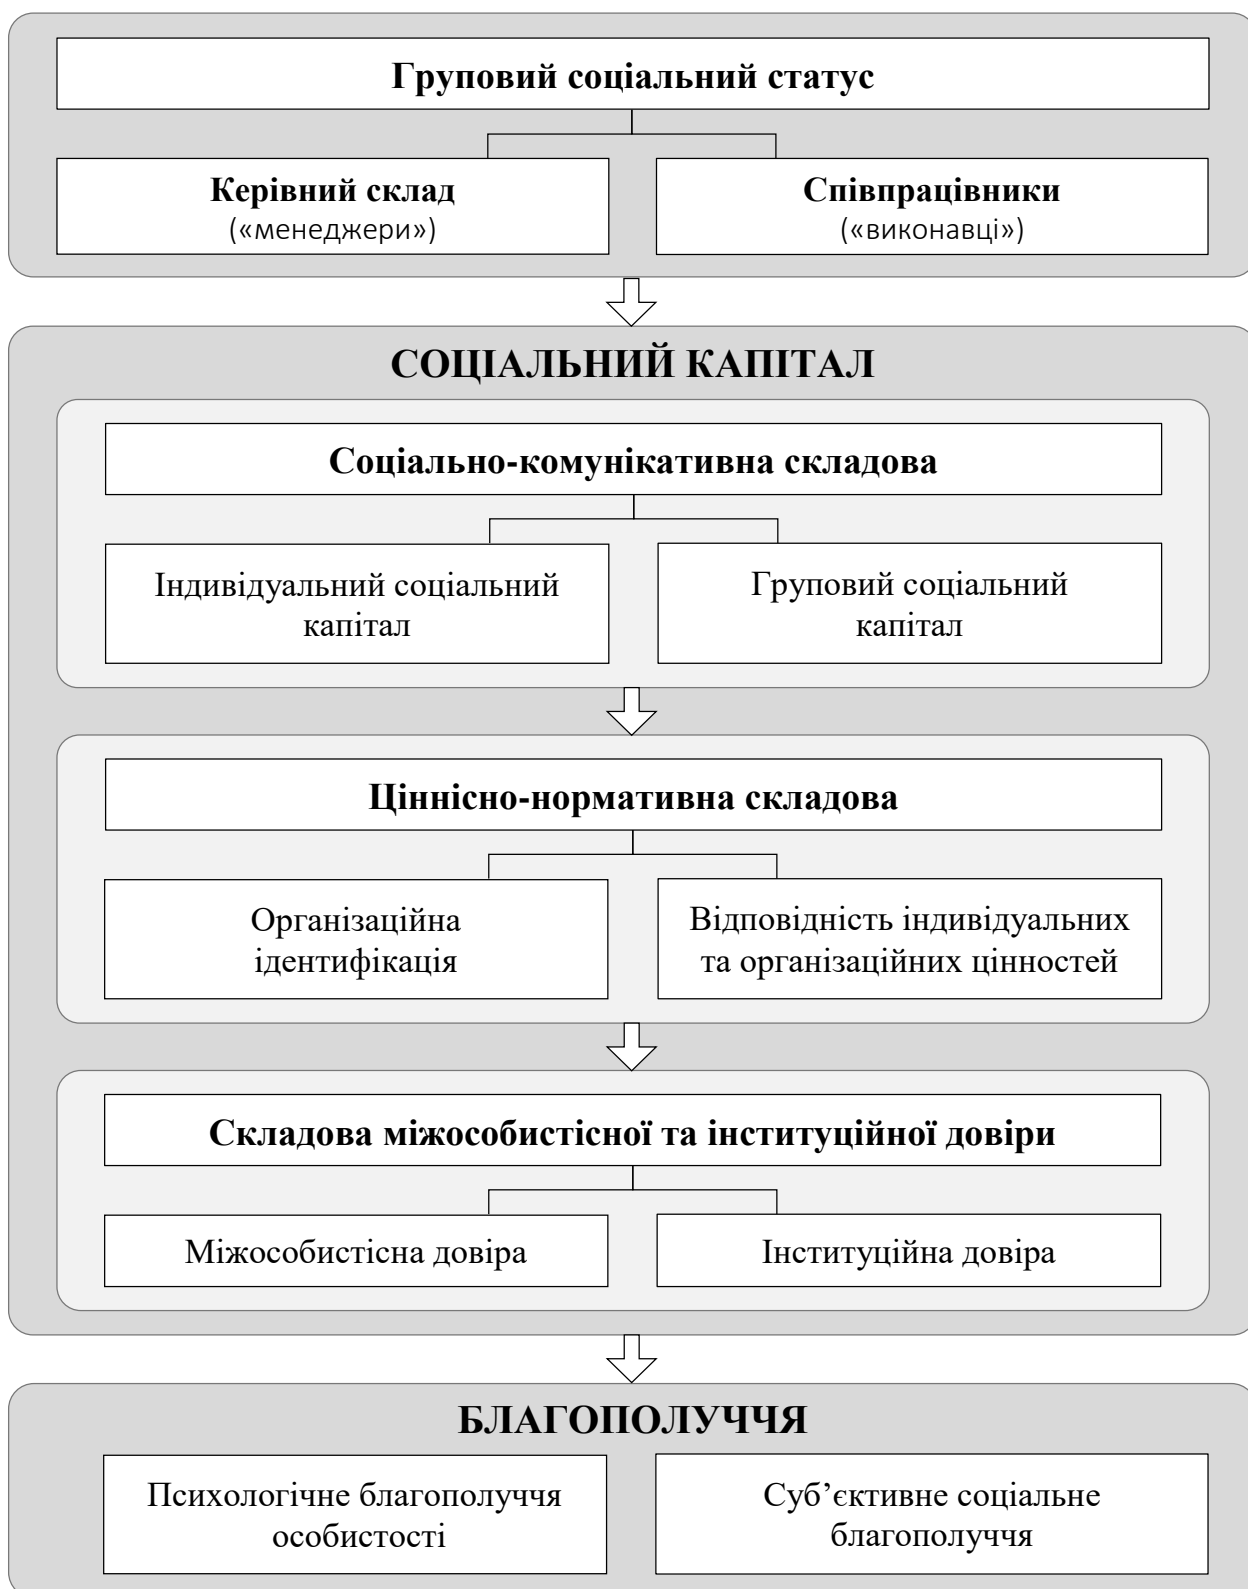 Груповий соціальний статус
Керівний склад
(«менеджери»)
Співпрацівники
(«виконавці»)
СОЦІАЛЬНИЙ КАПІТАЛ
Соціально-комунікативна складова
Індивідуальний соціальний
капітал
Груповий соціальний
капітал
Ціннісно-нормативна складова
Організаційна
ідентифікація
Відповідність індивідуальних
та організаційних цінностей
Складова міжособистісної та інституційної довіри
Міжособистісна довіра
Інституційна довіра
БЛАГОПОЛУЧЧЯ
Психологічне благополуччя
особистості
Суб’єктивне соціальне
благополуччя